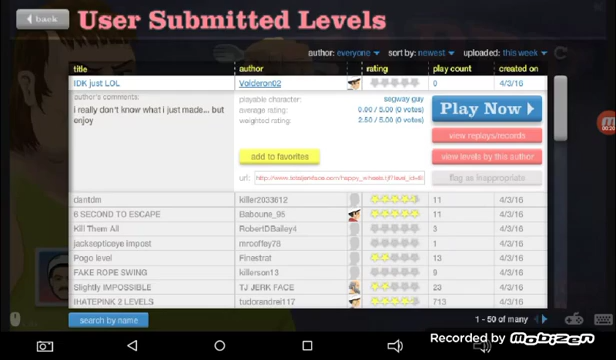 back
User Submitted Levels
author: everyone sort by: newest uploaded: this week
title author rating play count created on
IDK just LOL Volderon02 0 4/3/16
author's comments:
i really don't know what i just made... but
enjoy
playable character: segway guy
average rating: 0.00 / 5.00 (0 votes)
weighted rating: 2.50 / 5.00 (0 votes)
Play Now
view replays/records
add to favorites
view levels by this author
url:
flag as inappropriate
dantdm killer2033612 11 4/3/16
6 SECOND TO ESCAPE Baboune_95 11 4/3/16
Kill Them All RobertDBailey4 3 4/3/16
jacksepticeye impost mrooffey78 1 4/3/16
Pogo level Finestrat 13 4/3/16
FAKE ROPE SWING killerson13 9 4/3/16
Slightly IMPOSSIBLE TJ JERK FACE 23 4/3/16
IHATEPINK 2 LEVELS tudorandrei117 713 4/3/16
search by name
1 - 50 of many
Recorded by Mobizen